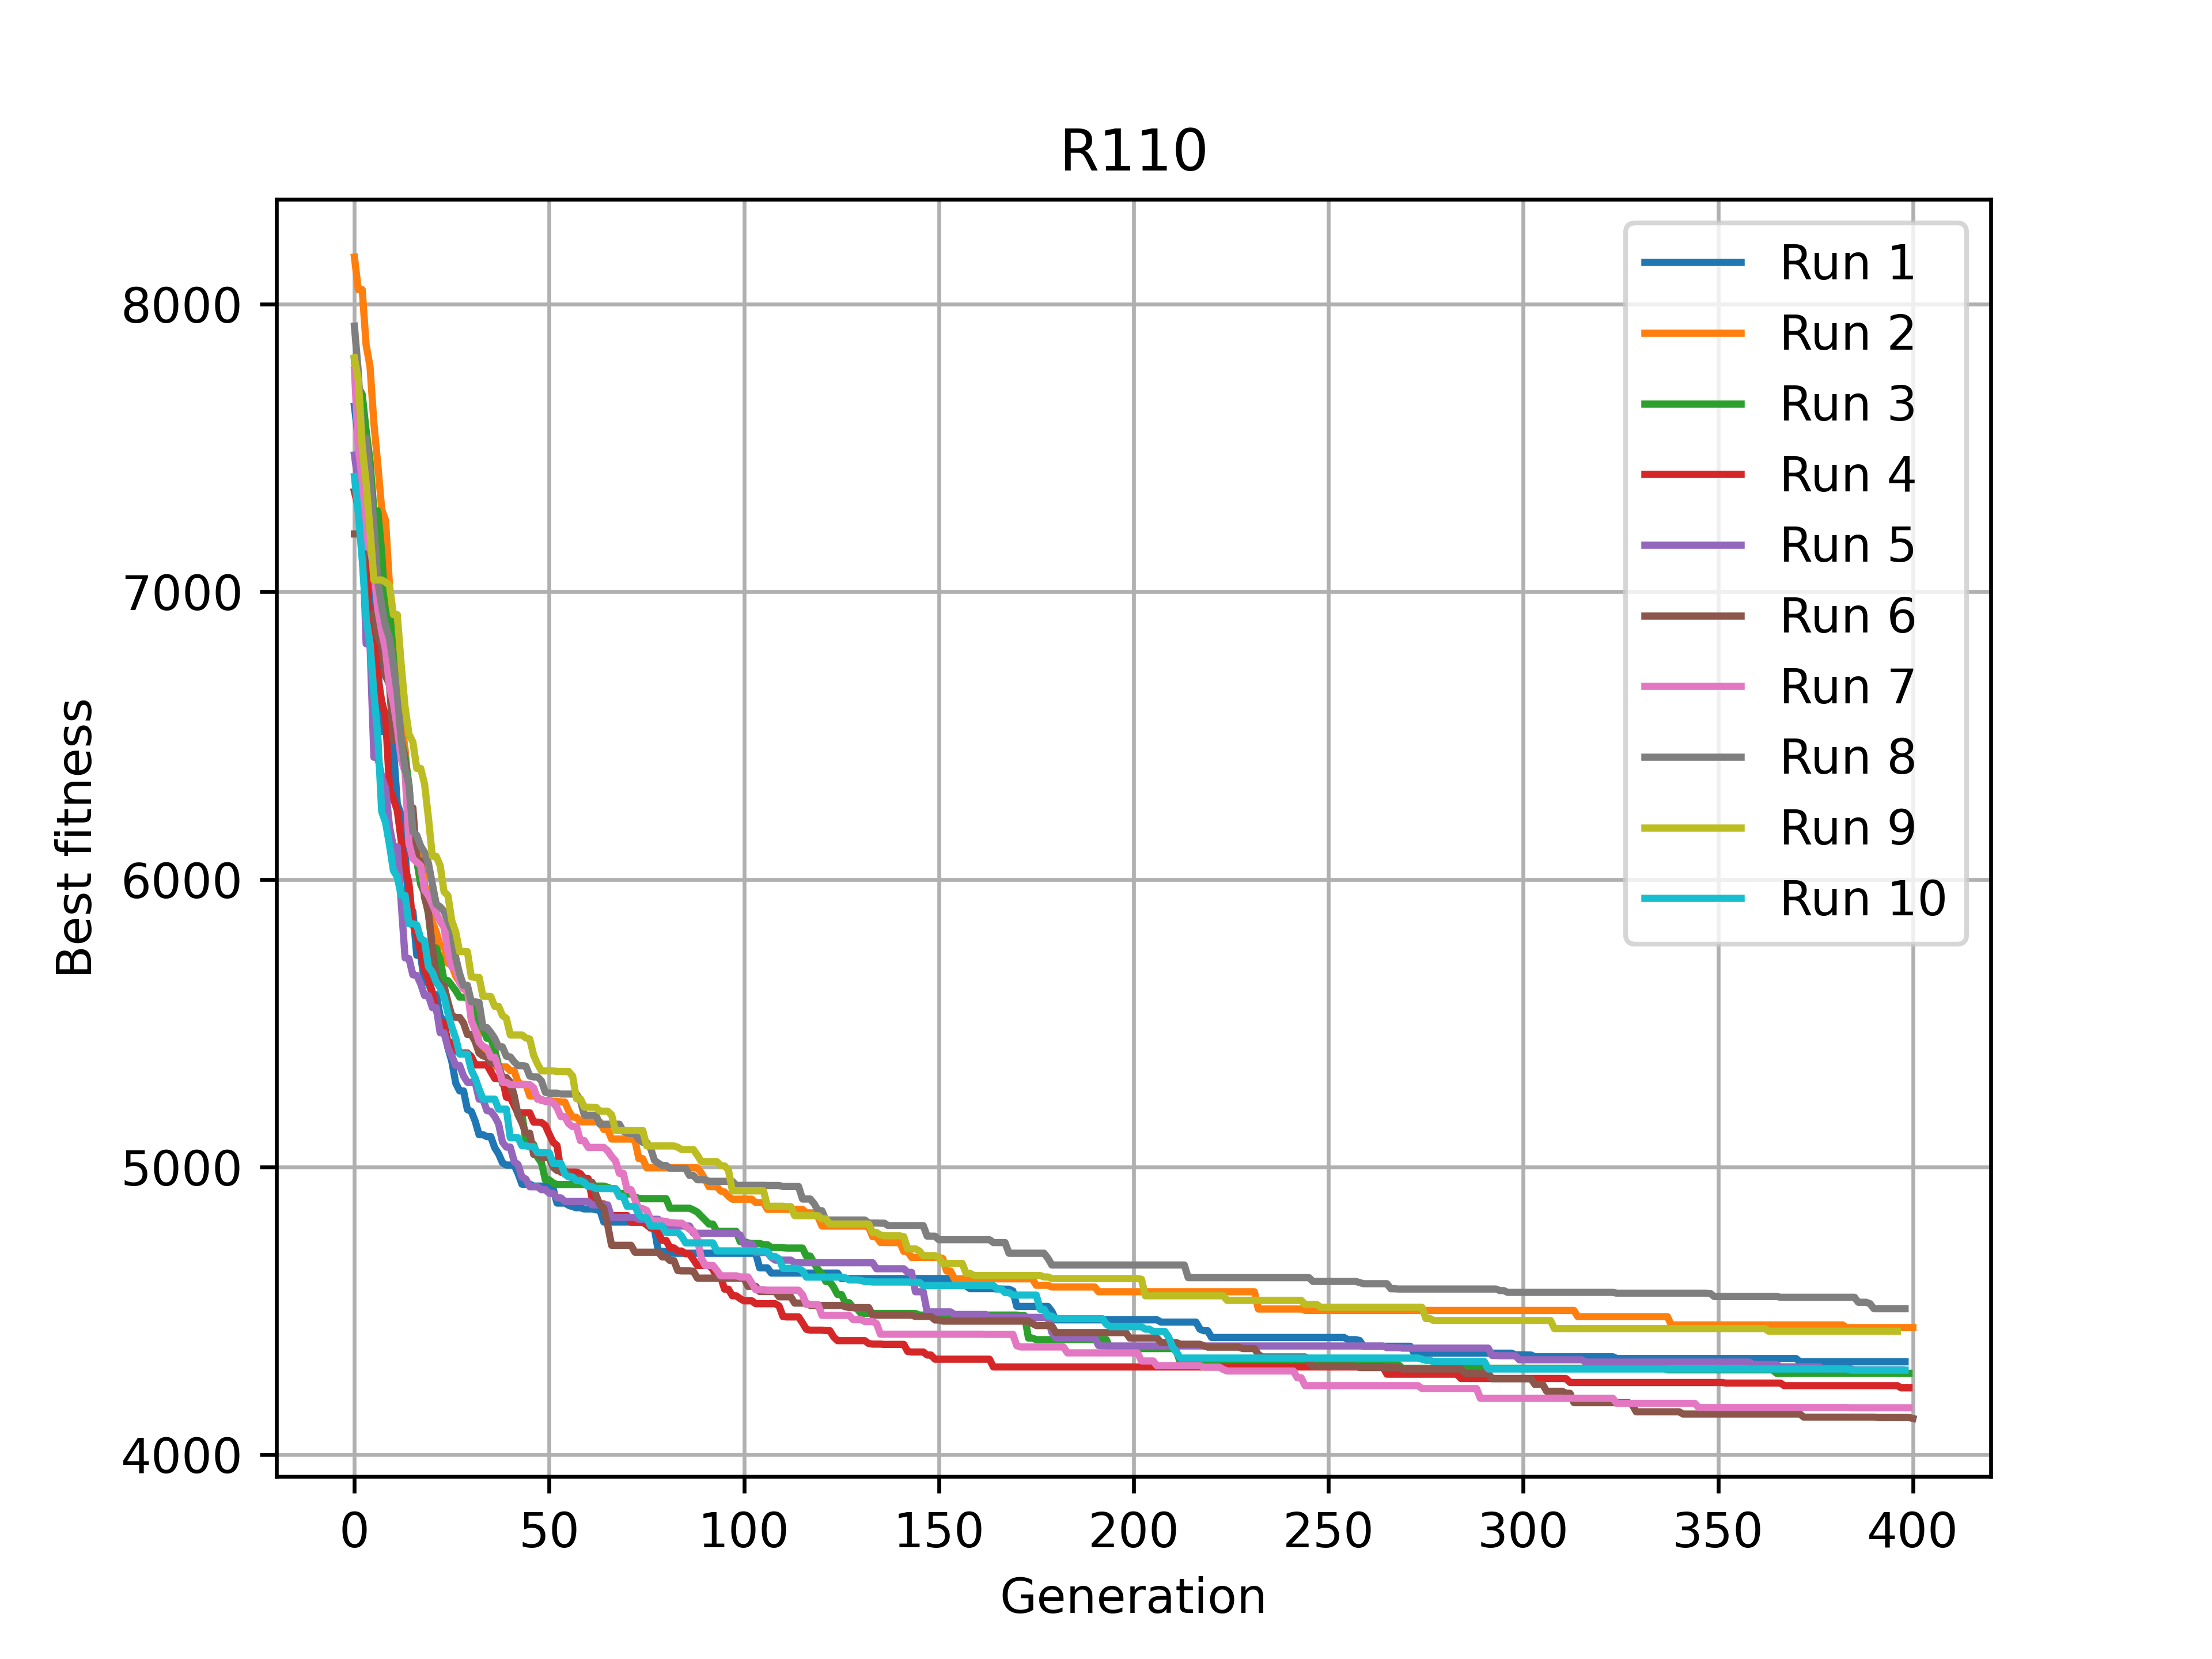 R110
Best fitness
8000
7000
6000
5000
4000
0 50 100 150 200 250 300 350 400
Generation
Run 1
Run 2
Run 3
Run 4
Run 5
Run 6
Run 7
Run 8
Run 9
Run 10